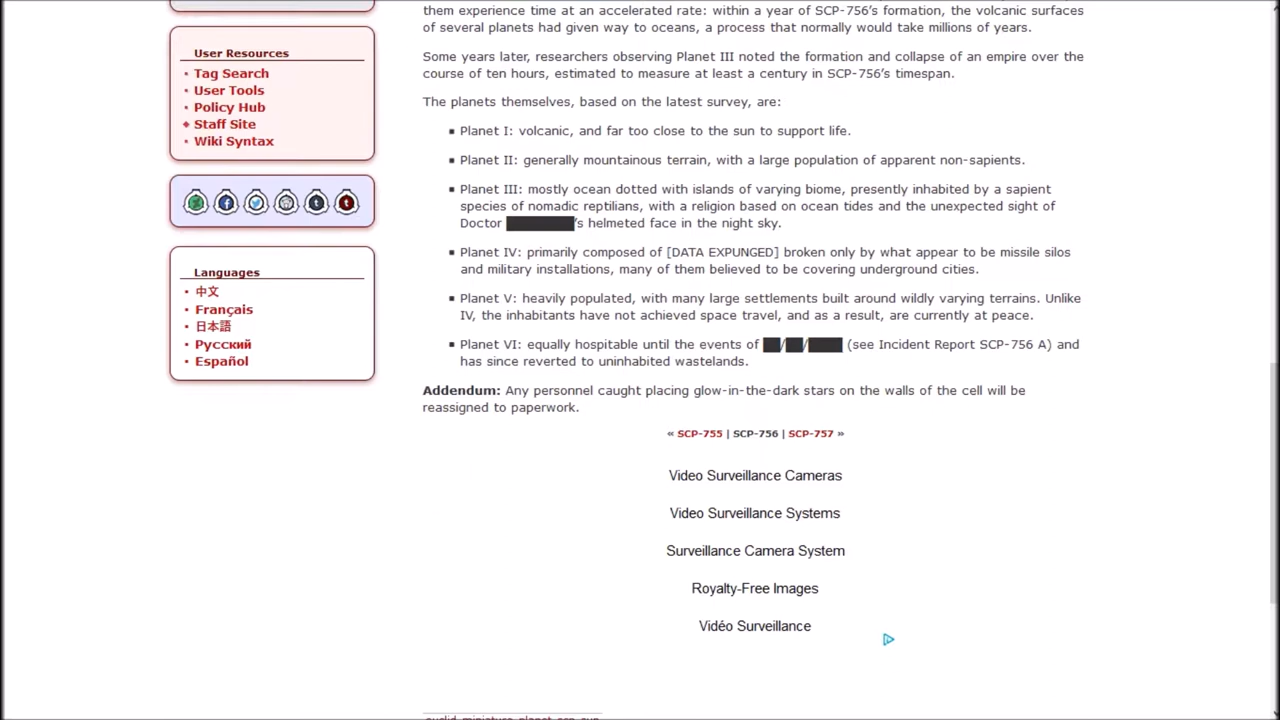 User Resources
Tag Search
User Tools
Policy Hub
Staff Site
Wiki Syntax
Languages
中文
Français
日本語
Русский
Español
them experience time at an accelerated rate: within a year of SCP-756's formation, the volcanic surfaces
of several planets had given way to oceans, a process that normally would take millions of years.
Some years later, researchers observing Planet III noted the formation and collapse of an empire over the
course of ten hours, estimated to measure at least a century in SCP-756's timespan.
The planets themselves, based on the latest survey, are:
Planet I: volcanic, and far too close to the sun to support life.
Planet II: generally mountainous terrain, with a large population of apparent non-sapients.
Planet III: mostly ocean dotted with islands of varying biome, presently inhabited by a sapient
species of nomadic reptilians, with a religion based on ocean tides and the unexpected sight of
Doctor ████████'s helmeted face in the night sky.
Planet IV: primarily composed of [DATA EXPUNGED] broken only by what appear to be missile silos
and military installations, many of them believed to be covering underground cities.
Planet V: heavily populated, with many large settlements built around wildly varying terrains. Unlike
IV, the inhabitants have not achieved space travel, and as a result, are currently at peace.
Planet VI: equally hospitable until the events of ██/██/████ (see Incident Report SCP-756 A) and
has since reverted to uninhabited wastelands.
Addendum: Any personnel caught placing glow-in-the-dark stars on the walls of the cell will be
reassigned to paperwork.
« SCP-755 | SCP-756 | SCP-757 »
Video Surveillance Cameras
Video Surveillance Systems
Surveillance Camera System
Royalty-Free Images
Vidéo Surveillance